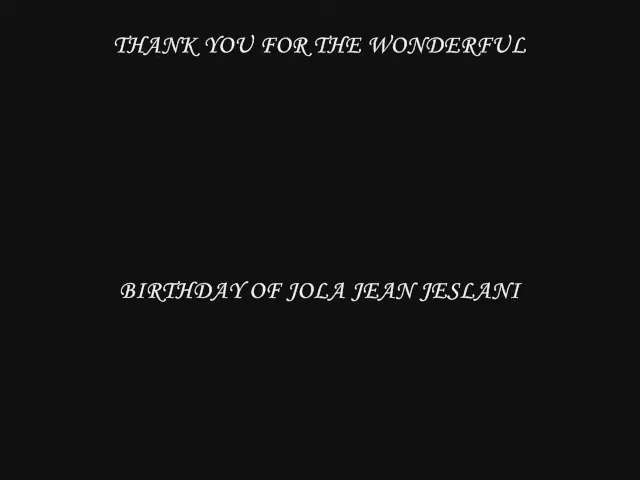 THANK YOU FOR THE WONDERFUL
BIRTHDAY OF JOLA JEAN JESLANI